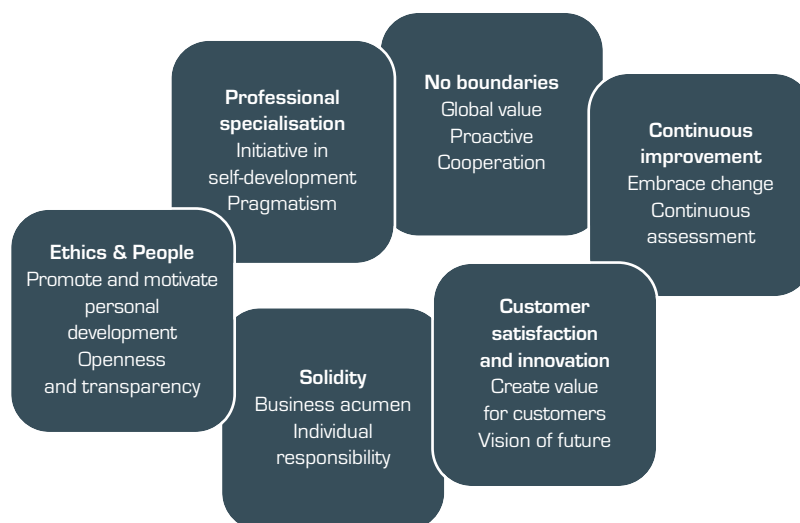 Professional
specialisation
Initiative in
self-development
Pragmatism
No boundaries
Global value
Proactive
Cooperation
Continuous
improvement
Embrace change
Continuous
assessment
Ethics & People
Promote and motivate
personal
development
Openness
and transparency
Solidity
Business acumen
Individual
responsibility
Customer
satisfaction
and innovation
Create value
for customers
Vision of future